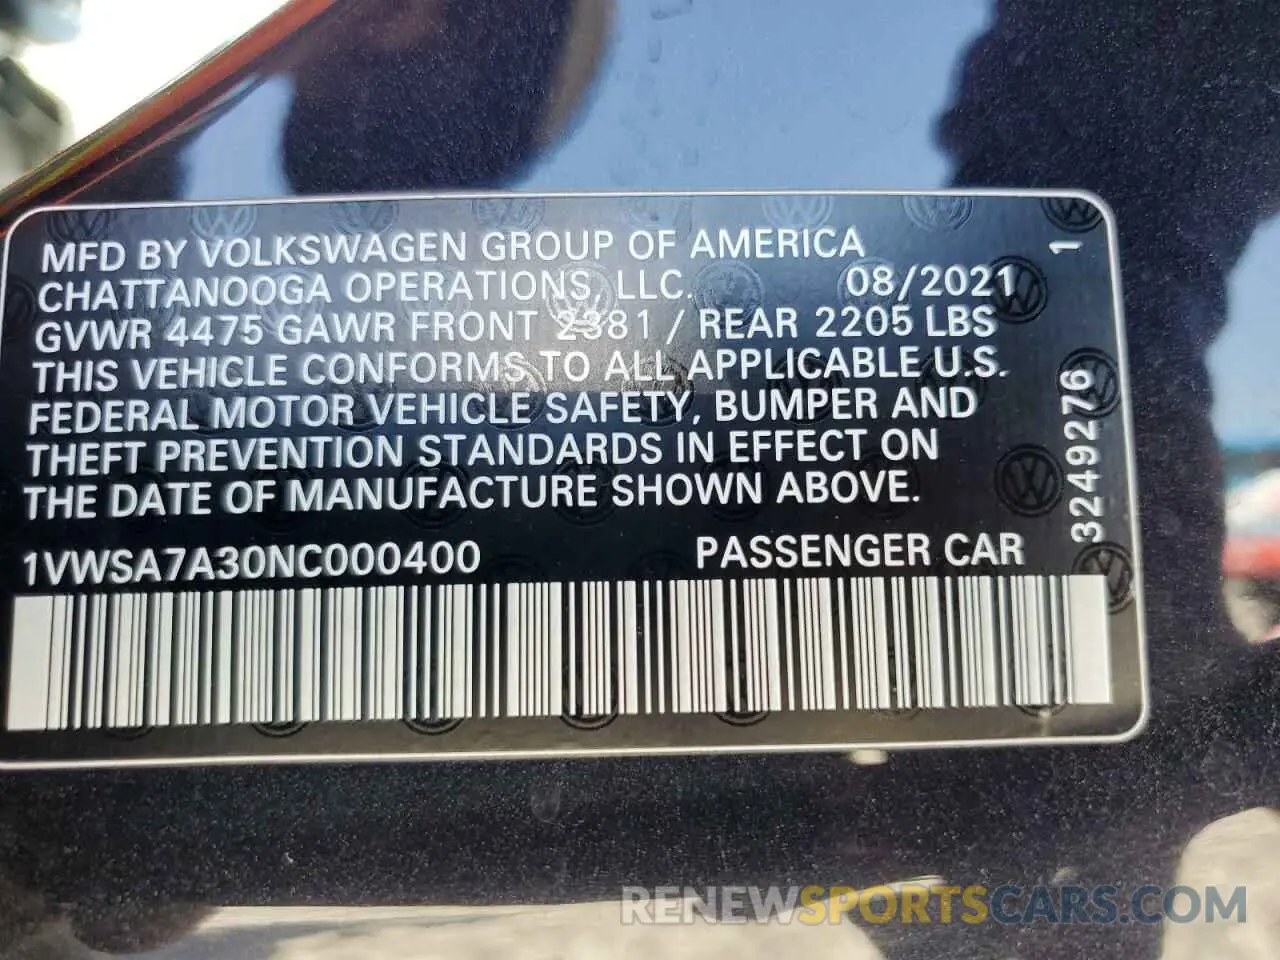 MFD BY VOLKSWAGEN GROUP OF AMERICA
CHATTANOOGA OPERATIONS, LLC. 08/2021
GVWR 4475 GAWR FRONT 2381 / REAR 2205 LBS
THIS VEHICLE CONFORMS TO ALL APPLICABLE U.S.
FEDERAL MOTOR VEHICLE SAFETY, BUMPER AND
THEFT PREVENTION STANDARDS IN EFFECT ON
THE DATE OF MANUFACTURE SHOWN ABOVE.
1VWSA7A30NC000400 PASSENGER CAR
32492276 1
RENEWSPORTSCARS.COM